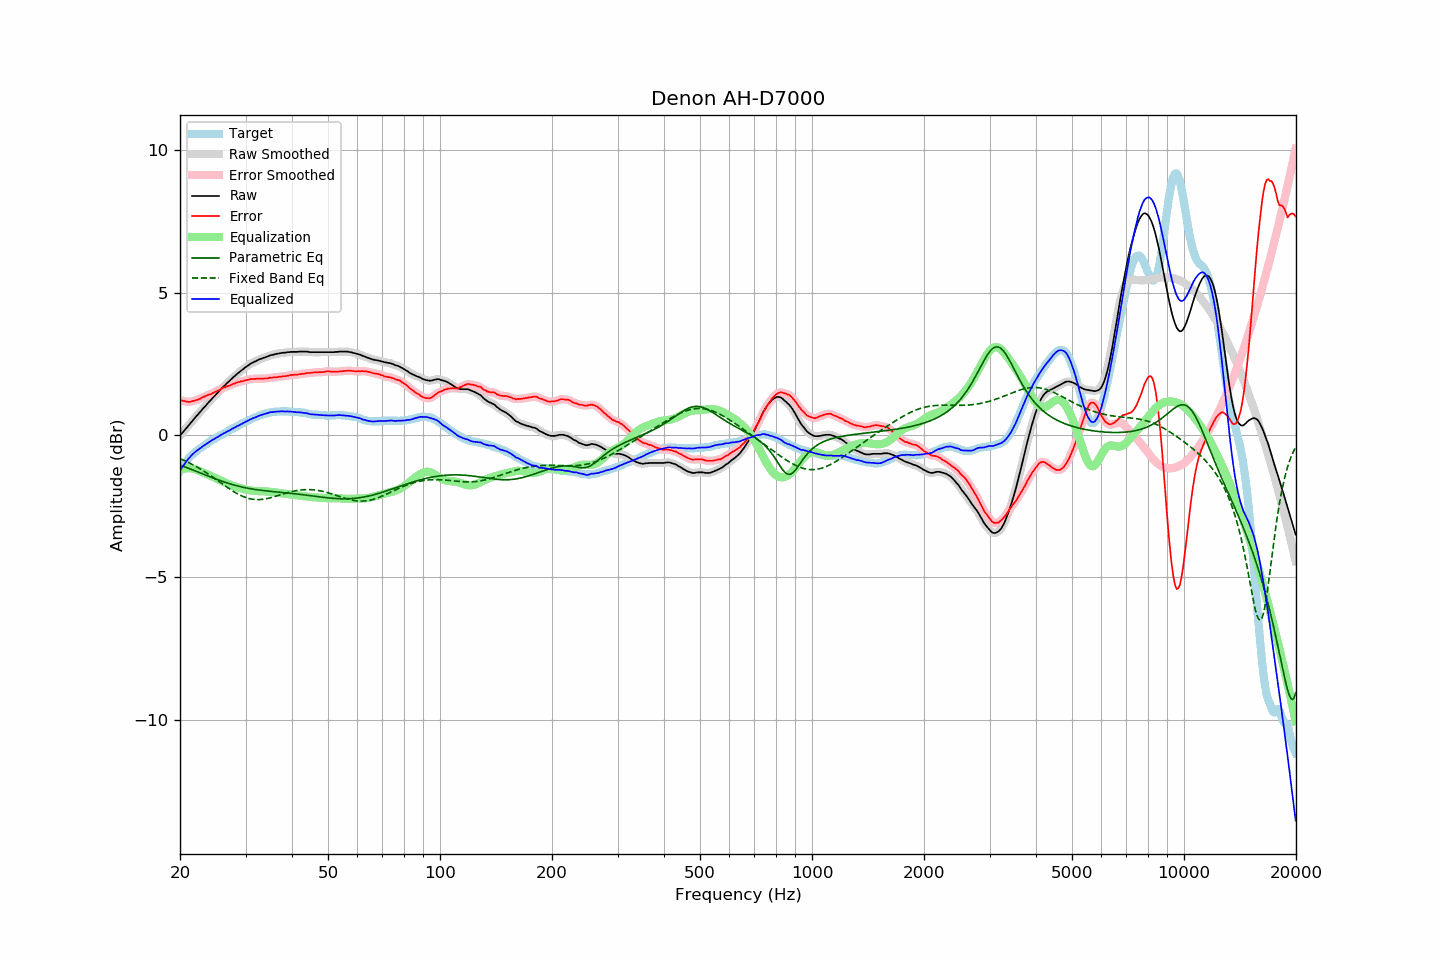 Denon AH-D7000
Target
Raw Smoothed
Error Smoothed
Raw
Error
Equalization
Parametric Eq
Fixed Band Eq
Equalized
Amplitude (dBr)
10
5
0
−5
−10
20 50 100 200 500 1000 2000 5000 10000 20000
Frequency (Hz)